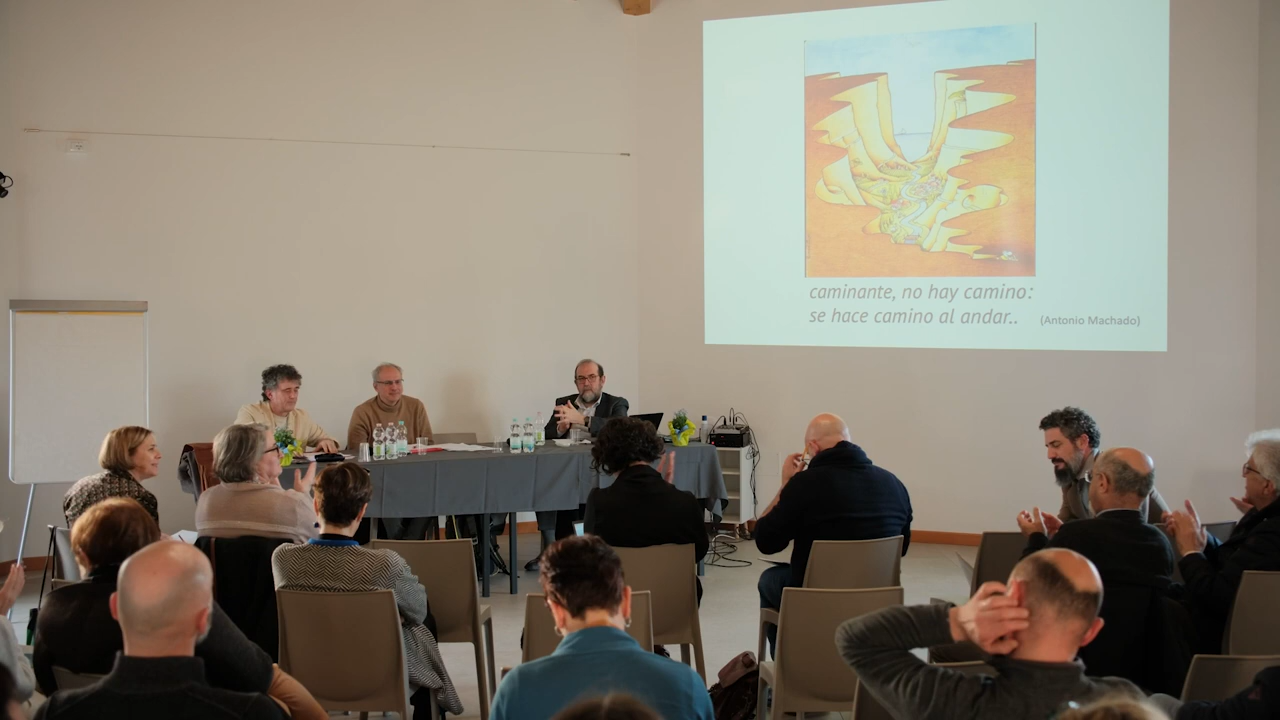 caminante, no hay camino:
se hace camino al andar..
(Antonio Machado)